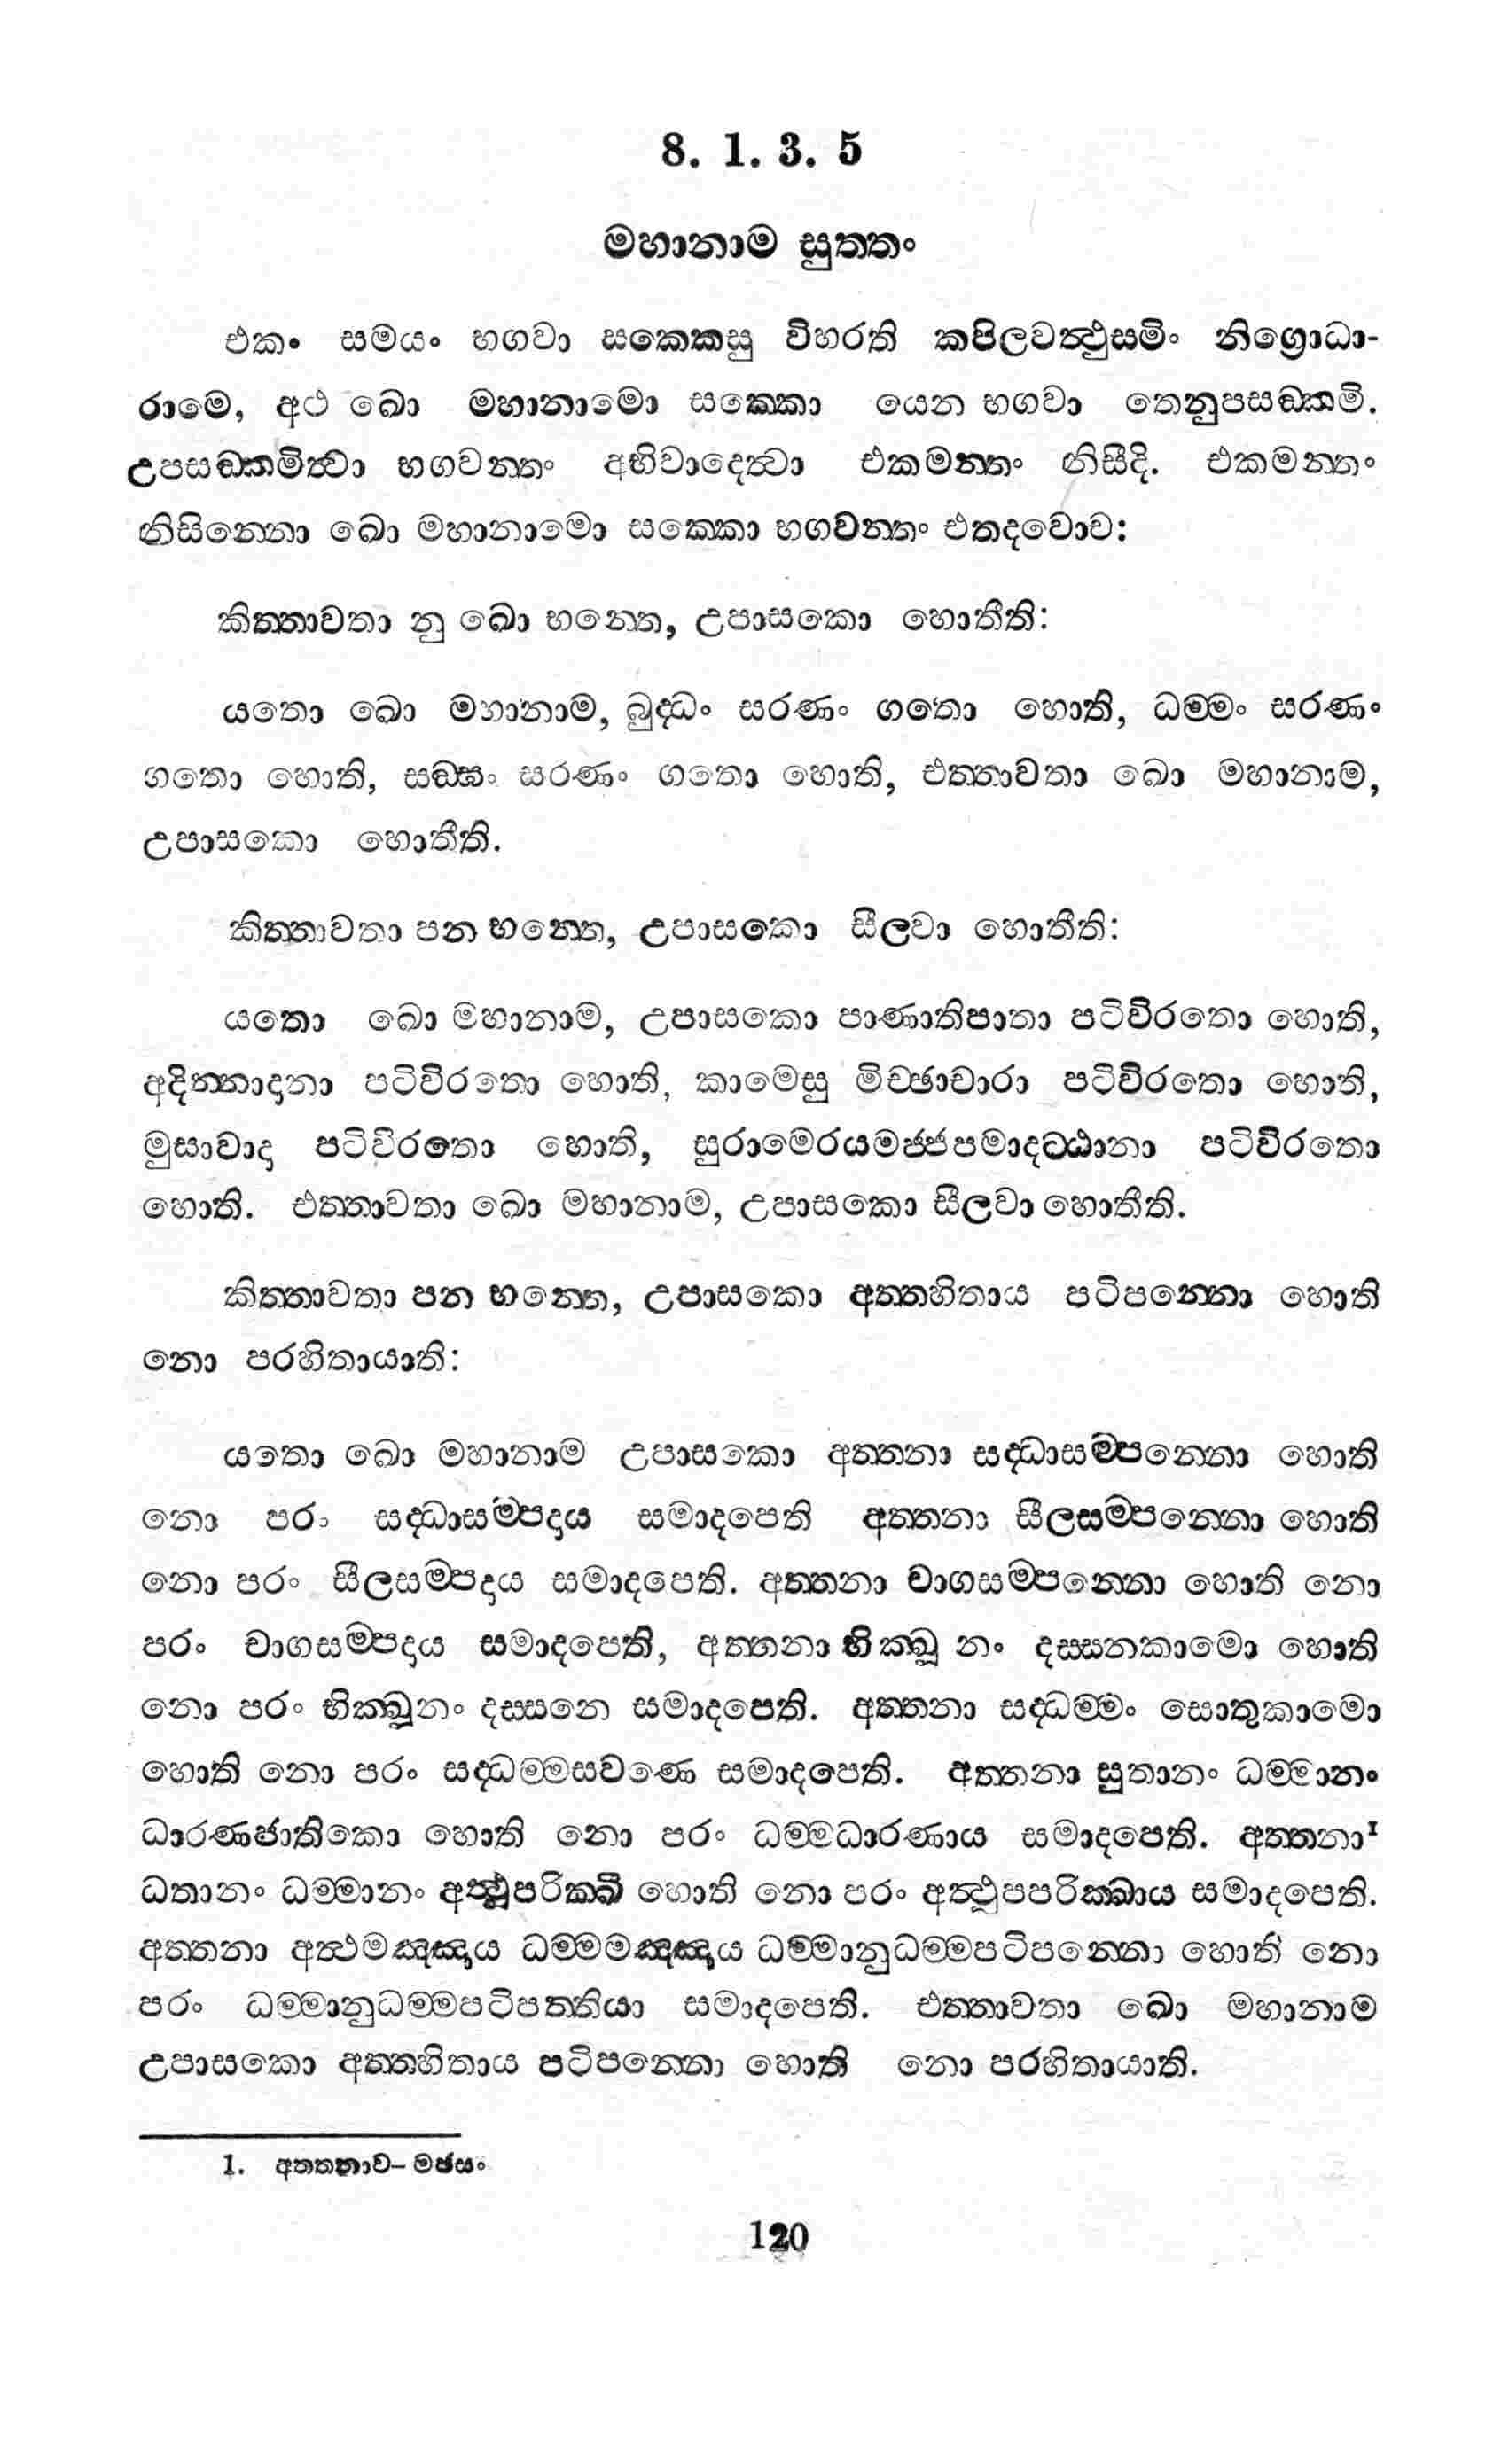 8. 1. 3. 5
මහානාම සුත්තං
එකං සමයං භගවා සක්කෙසු විහරති කපිලවත්ථුස්මිං නිග්‍රොධා-
රාමෙ, අථ ඛො මහානාමො සක්කො යෙන භගවා තෙනුපසඞ්කමි.
උපසඞ්කමිත්වා භගවන්තං අභිවාදෙත්වා එකමන්තං නිසීදි. එකමන්තං
නිසින්නො ඛො මහානාමො සක්කො භගවන්තං එතදවොච:
කිත්තාවතා නු ඛො භන්තෙ, උපාසකො හොතීති:
යතො ඛො මහානාම, බුද්ධං සරණං ගතො හොති, ධම්මං සරණං
ගතො හොති, සඞ්ඝං සරණං ගතො හොති, එත්තාවතා ඛො මහානාම,
උපාසකො හොතීති.
කිත්තාවතා පන භන්තෙ, උපාසකො සීලවා හොතීති:
යතො ඛො මහානාම, උපාසකො පාණාතිපාතා පටිවිරතො හොති,
අදින්නාදානා පටිවිරතො හොති, කාමෙසු මිච්ඡාචාරා පටිවිරතො හොති,
මුසාවාදා පටිවිරතො හොති, සුරාමෙරයමජ්ජපමාදට්ඨානා පටිවිරතො
හොති. එත්තාවතා ඛො මහානාම, උපාසකො සීලවා හොතීති.
කිත්තාවතා පන භන්තෙ, උපාසකො අත්තහිතාය පටිපන්නො හොති
නො පරහිතායාති:
යතො ඛො මහානාම උපාසකො අත්තනා සද්ධාසම්පන්නො හොති
නො පරං සද්ධාසම්පදාය සමාදපෙති අත්තනා සීලසම්පන්නො හොති
නො පරං සීලසම්පදාය සමාදපෙති. අත්තනා චාගසම්පන්නො හොති නො
පරං චාගසම්පදාය සමාදපෙති, අත්තනා භික්ඛූ නං දස්සනකාමො හොති
නො පරං භික්ඛූනං දස්සනෙ සමාදපෙති. අත්තනා සද්ධම්මං සොතුකාමො
හොති නො පරං සද්ධම්මසවණෙ සමාදපෙති. අත්තනා සුතානං ධම්මානං
ධාරණජාතිකො හොති නො පරං ධම්මධාරණාය සමාදපෙති. අත්තනා¹
ධතානං ධම්මානං අත්ථූපරික්ඛී හොති නො පරං අත්ථූපපරික්ඛාය සමාදපෙති.
අත්තනා අත්ථමඤ්ඤාය ධම්මමඤ්ඤාය ධම්මානුධම්මපටිපන්නො හොති නො
පරං ධම්මානුධම්මපටිපත්තියා සමාදපෙති. එත්තාවතා ඛො මහානාම
උපාසකො අත්තහිතාය පටිපන්නො හොති නො පරහිතායාති.
1. අතතනාව– මඡසං
120